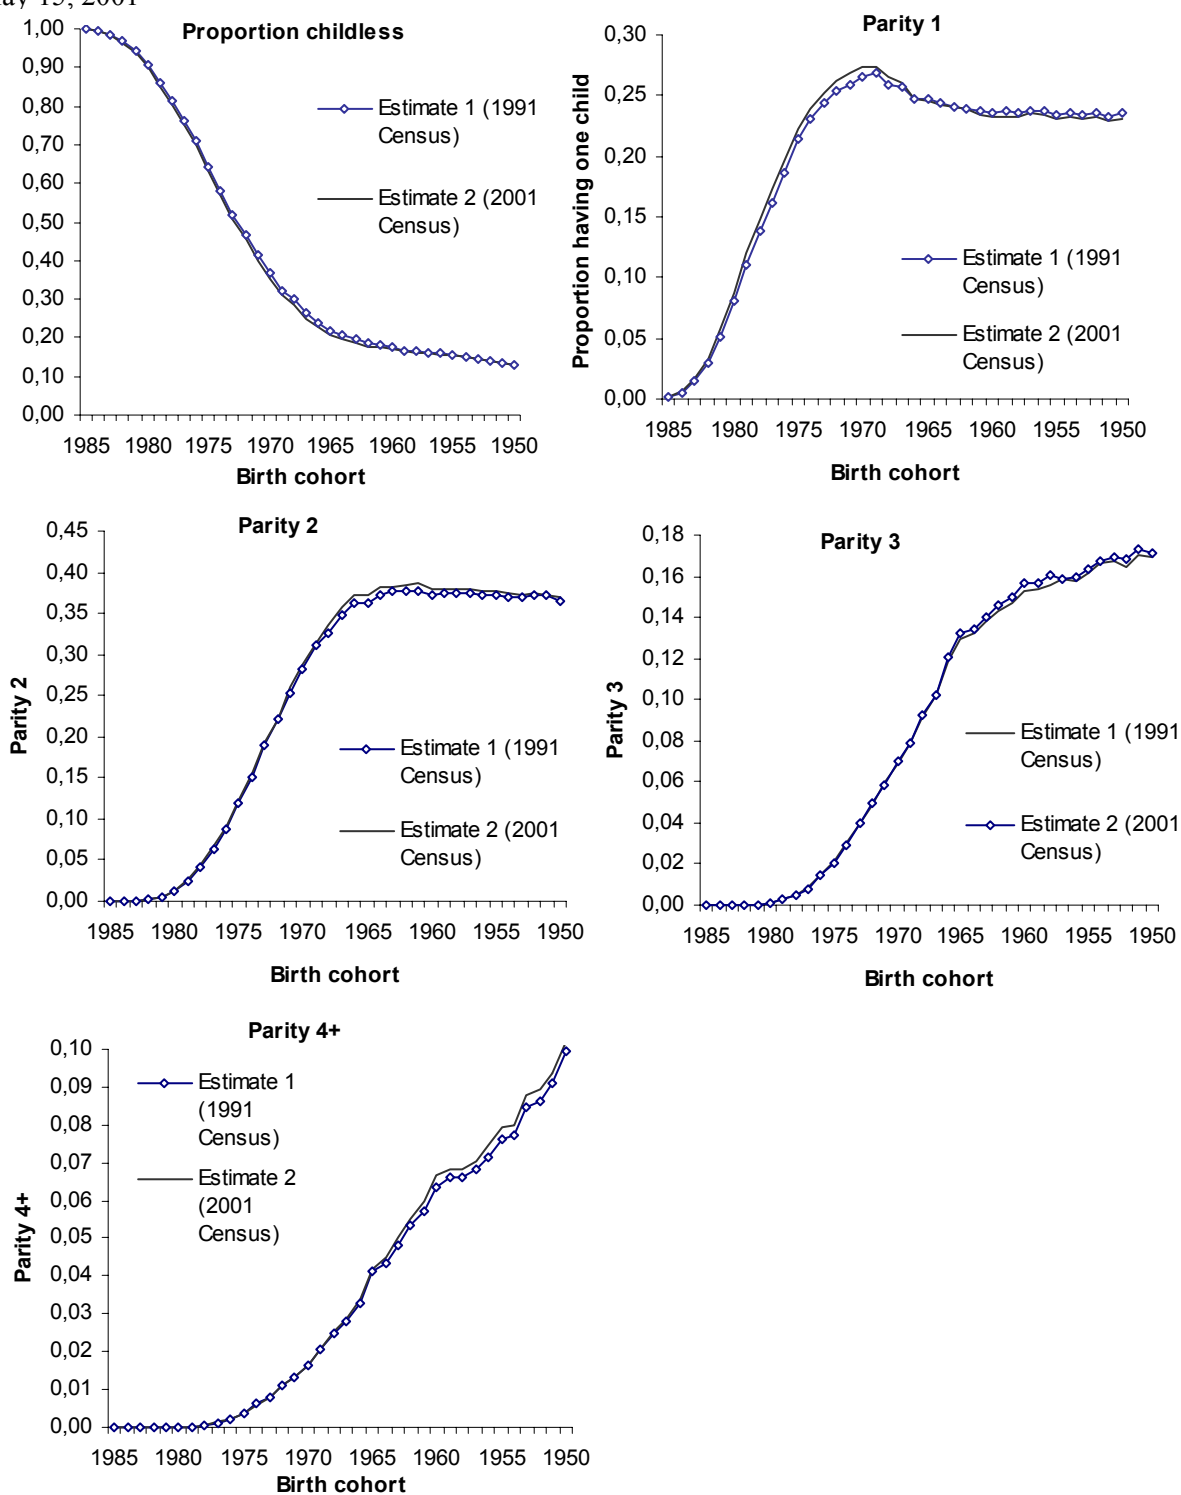 ay 15, 2001
Proportion childless
1,00
0,90
0,80
0,70
0,60
0,50
0,40
0,30
0,20
0,10
0,00
Estimate 1 (1991
Census)
Estimate 2 (2001
Census)
1985 1980 1975 1970 1965 1960 1955 1950
Birth cohort
Parity 1
Proportion having one child
0,30
0,25
0,20
0,15
0,10
0,05
0,00
Estimate 1 (1991
Census)
Estimate 2 (2001
Census)
1985 1980 1975 1970 1965 1960 1955 1950
Birth cohort
Parity 2
Parity 2
0,45
0,40
0,35
0,30
0,25
0,20
0,15
0,10
0,05
0,00
Estimate 1 (1991
Census)
Estimate 2 (2001
Census)
1985 1980 1975 1970 1965 1960 1955 1950
Birth cohort
Parity 3
Parity 3
0,18
0,16
0,14
0,12
0,10
0,08
0,06
0,04
0,02
0,00
Estimate 1 (1991
Census)
Estimate 2 (2001
Census)
1985 1980 1975 1970 1965 1960 1955 1950
Birth cohort
Parity 4+
Parity 4+
0,10
0,09
0,08
0,07
0,06
0,05
0,04
0,03
0,02
0,01
0,00
Estimate 1
(1991
Census)
Estimate 2
(2001
Census)
1985 1980 1975 1970 1965 1960 1955 1950
Birth cohort